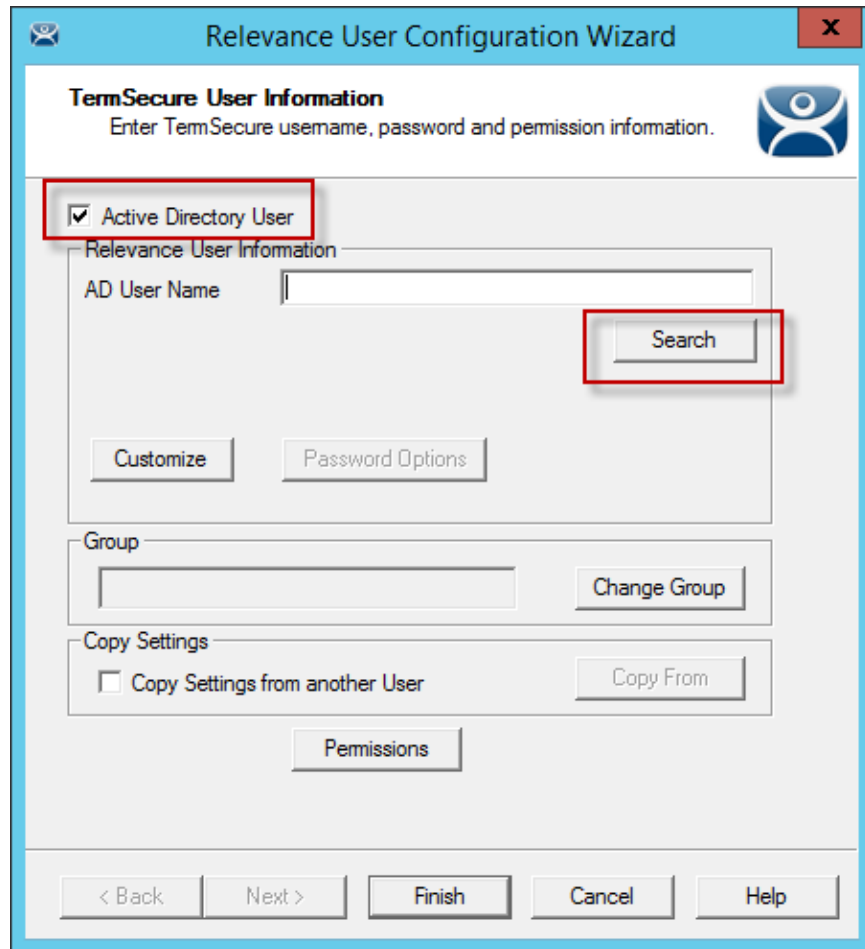 Relevance User Configuration Wizard
x
TermSecure User Information
Enter TermSecure username, password and permission information.
Active Directory User
Relevance User Information
AD User Name
Search
Customize
Password Options
Group
Change Group
Copy Settings
Copy Settings from another User
Copy From
Permissions
< Back
Next >
Finish
Cancel
Help